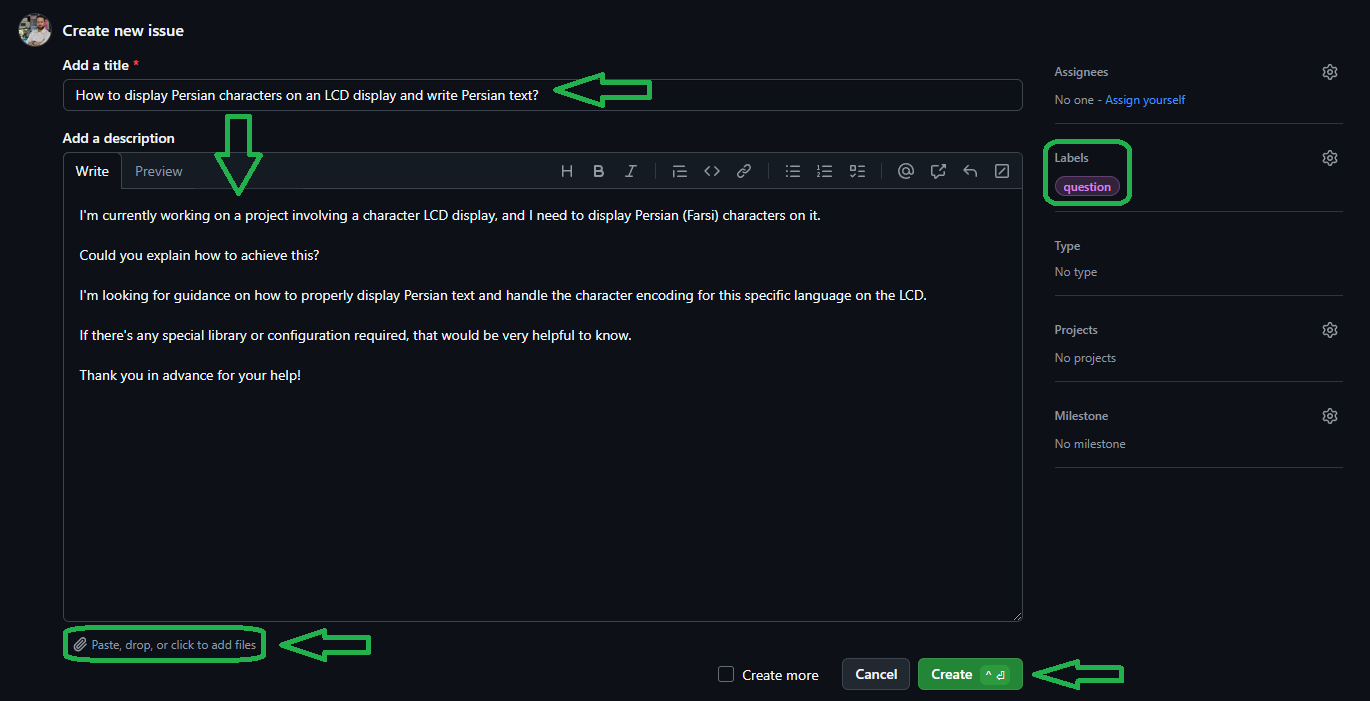 Create new issue
Add a title *
How to display Persian characters on an LCD display and write Persian text?
Add a description
Write
Preview
I'm currently working on a project involving a character LCD display, and I need to display Persian (Farsi) characters on it.
Could you explain how to achieve this?
I'm looking for guidance on how to properly display Persian text and handle the character encoding for this specific language on the LCD.
If there's any special library or configuration required, that would be very helpful to know.
Thank you in advance for your help!
Paste, drop, or click to add files
Create more
Cancel
Create
Assignees
No one - Assign yourself
Labels
question
Type
No type
Projects
No projects
Milestone
No milestone